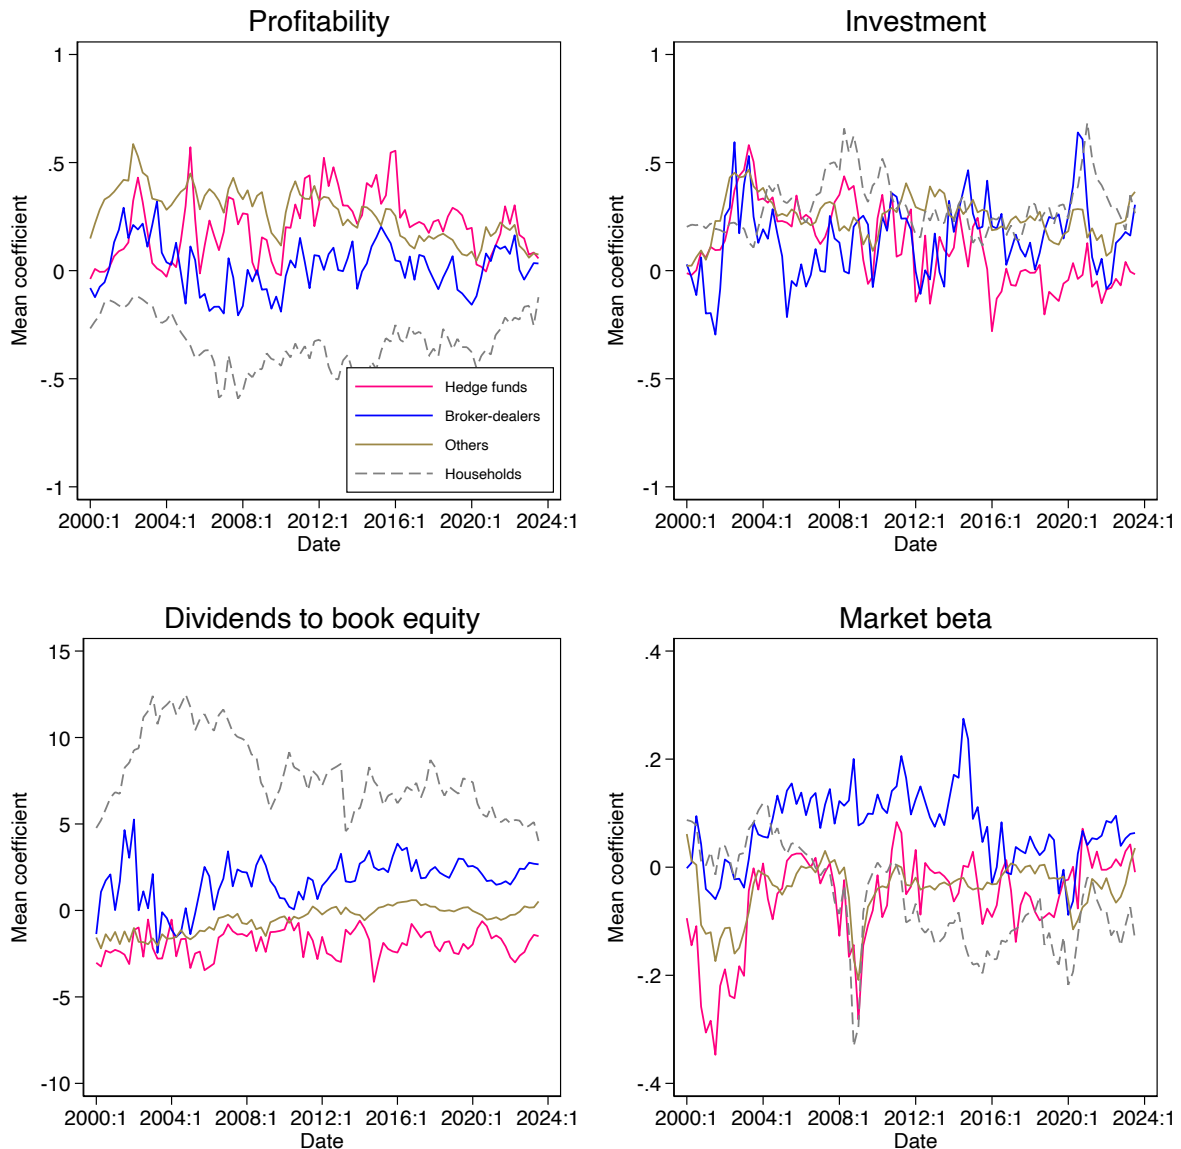 Profitability
Mean coefficient
1
.5
0
-.5
-1
Hedge funds
Broker-dealers
Others
Households
2000:1 2004:1 2008:1 2012:1 2016:1 2020:1 2024:1
Date
Investment
Mean coefficient
1
.5
0
-.5
-1
2000:1 2004:1 2008:1 2012:1 2016:1 2020:1 2024:1
Date
Dividends to book equity
Mean coefficient
15
10
5
0
-5
-10
2000:1 2004:1 2008:1 2012:1 2016:1 2020:1 2024:1
Date
Market beta
Mean coefficient
.4
.2
0
-.2
-.4
2000:1 2004:1 2008:1 2012:1 2016:1 2020:1 2024:1
Date